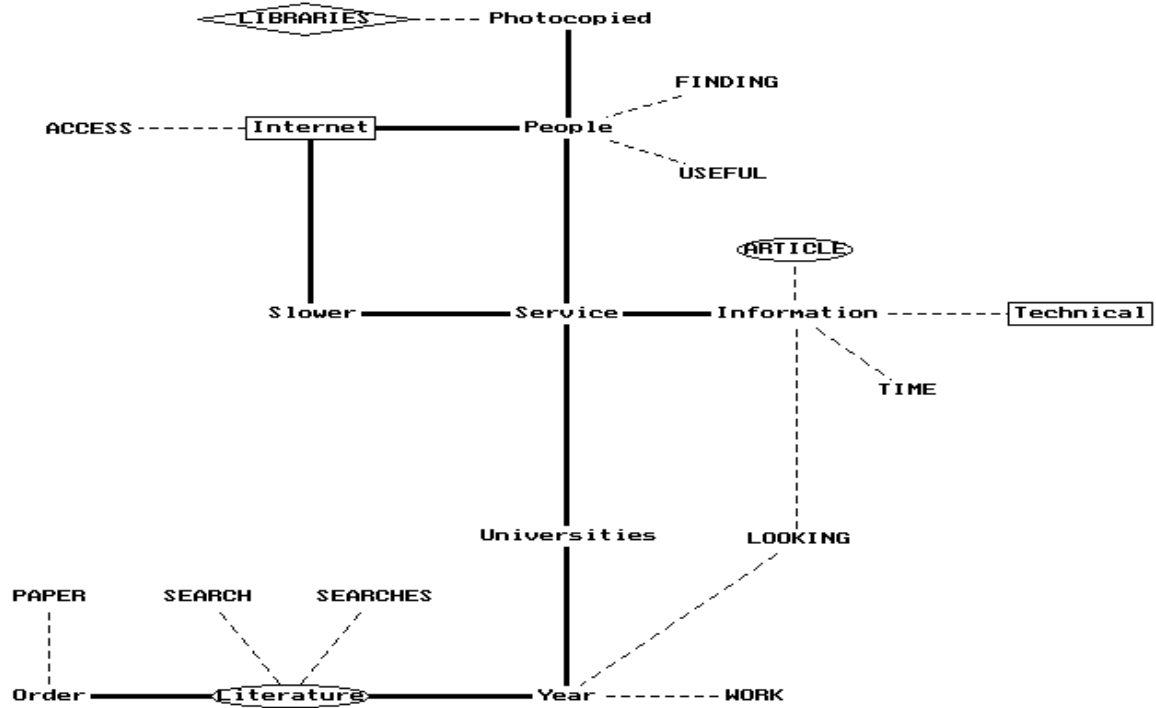 LIBRARIES Photocopied
FINDING
ACCESS Internet People
USEFUL
ARTICLE
Slower Service Information Technical
TIME
Universities LOOKING
PAPER SEARCH SEARCHES
Order Literature Year WORK